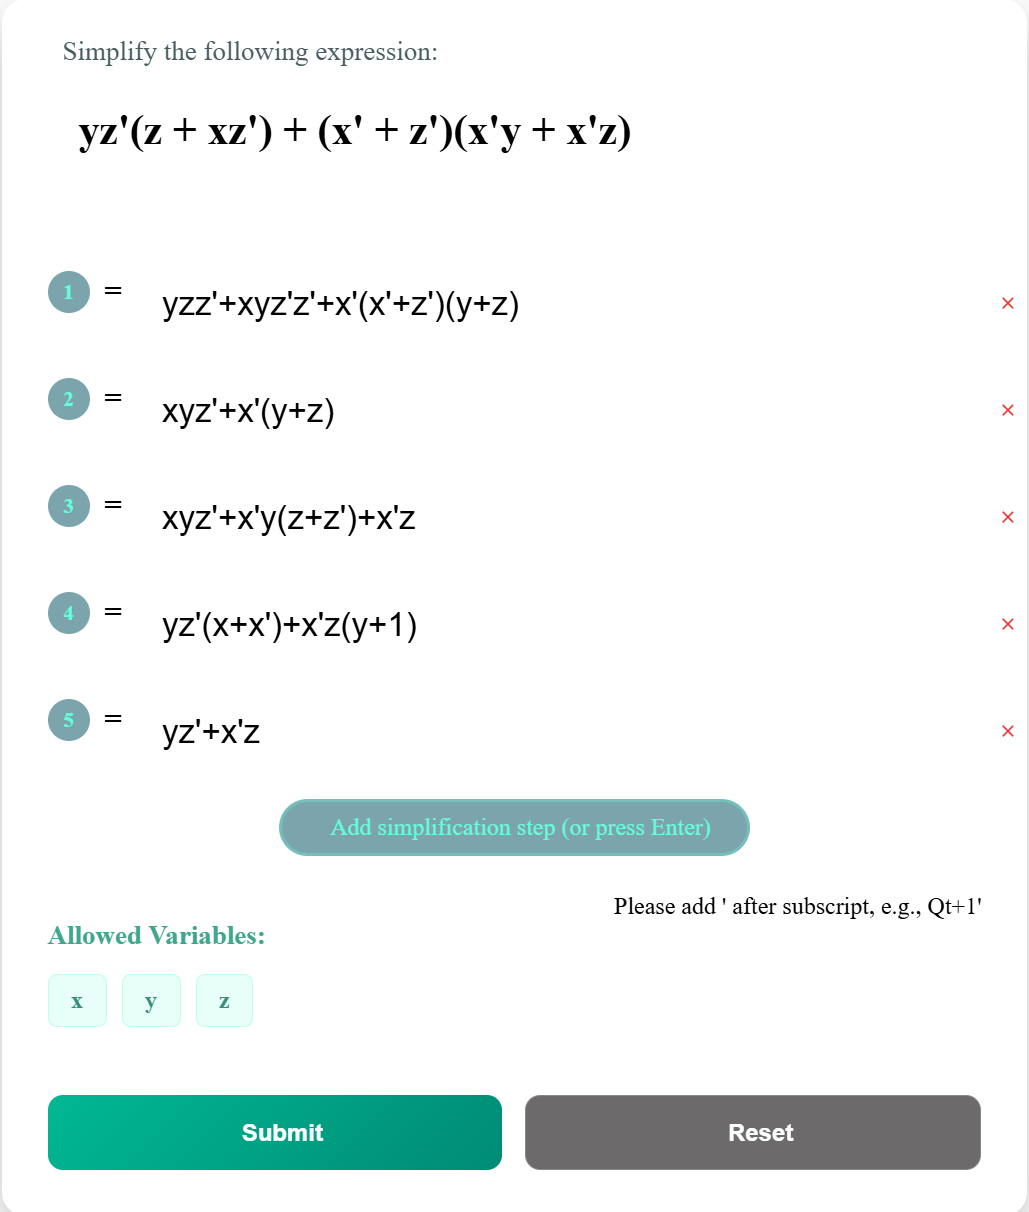 Simplify the following expression:
yz'(z + xz') + (x' + z')(x'y + x'z)
1 = yzz'+xyz'z'+x'(x'+z')(y+z) ×
2 = xyz'+x'(y+z) ×
3 = xyz'+x'y(z+z')+x'z ×
4 = yz'(x+x')+x'z(y+1) ×
5 = yz'+x'z ×
Add simplification step (or press Enter)
Please add ' after subscript, e.g., Qt+1'
Allowed Variables:
x y z
Submit Reset